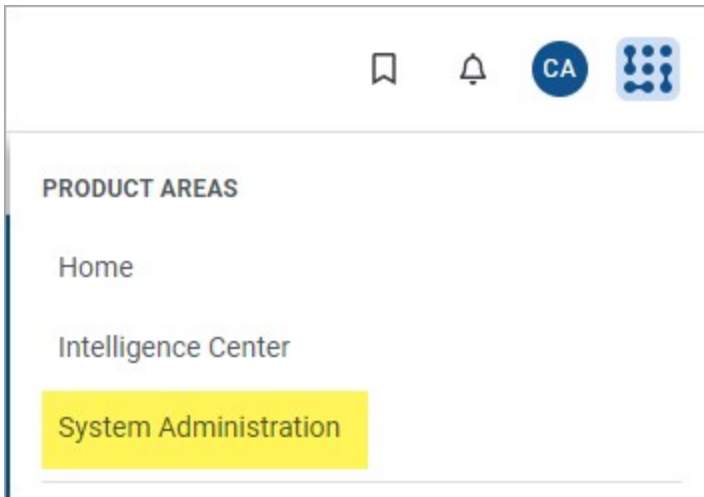 CA
PRODUCT AREAS
Home
Intelligence Center
System Administration